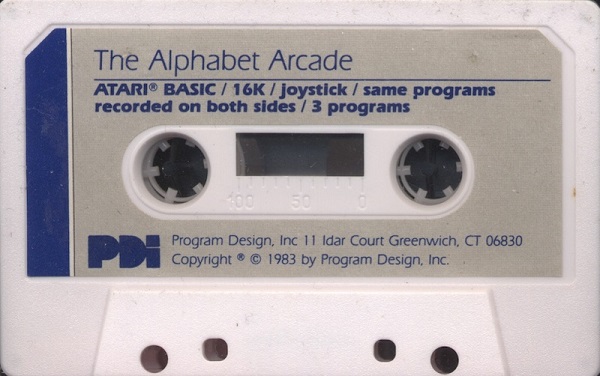 The Alphabet Arcade
ATARI® BASIC / 16K / joystick / same programs
recorded on both sides / 3 programs
100 50 0
PDI Program Design, Inc 11 Idar Court Greenwich, CT 06830
Copyright ® © 1983 by Program Design, Inc.